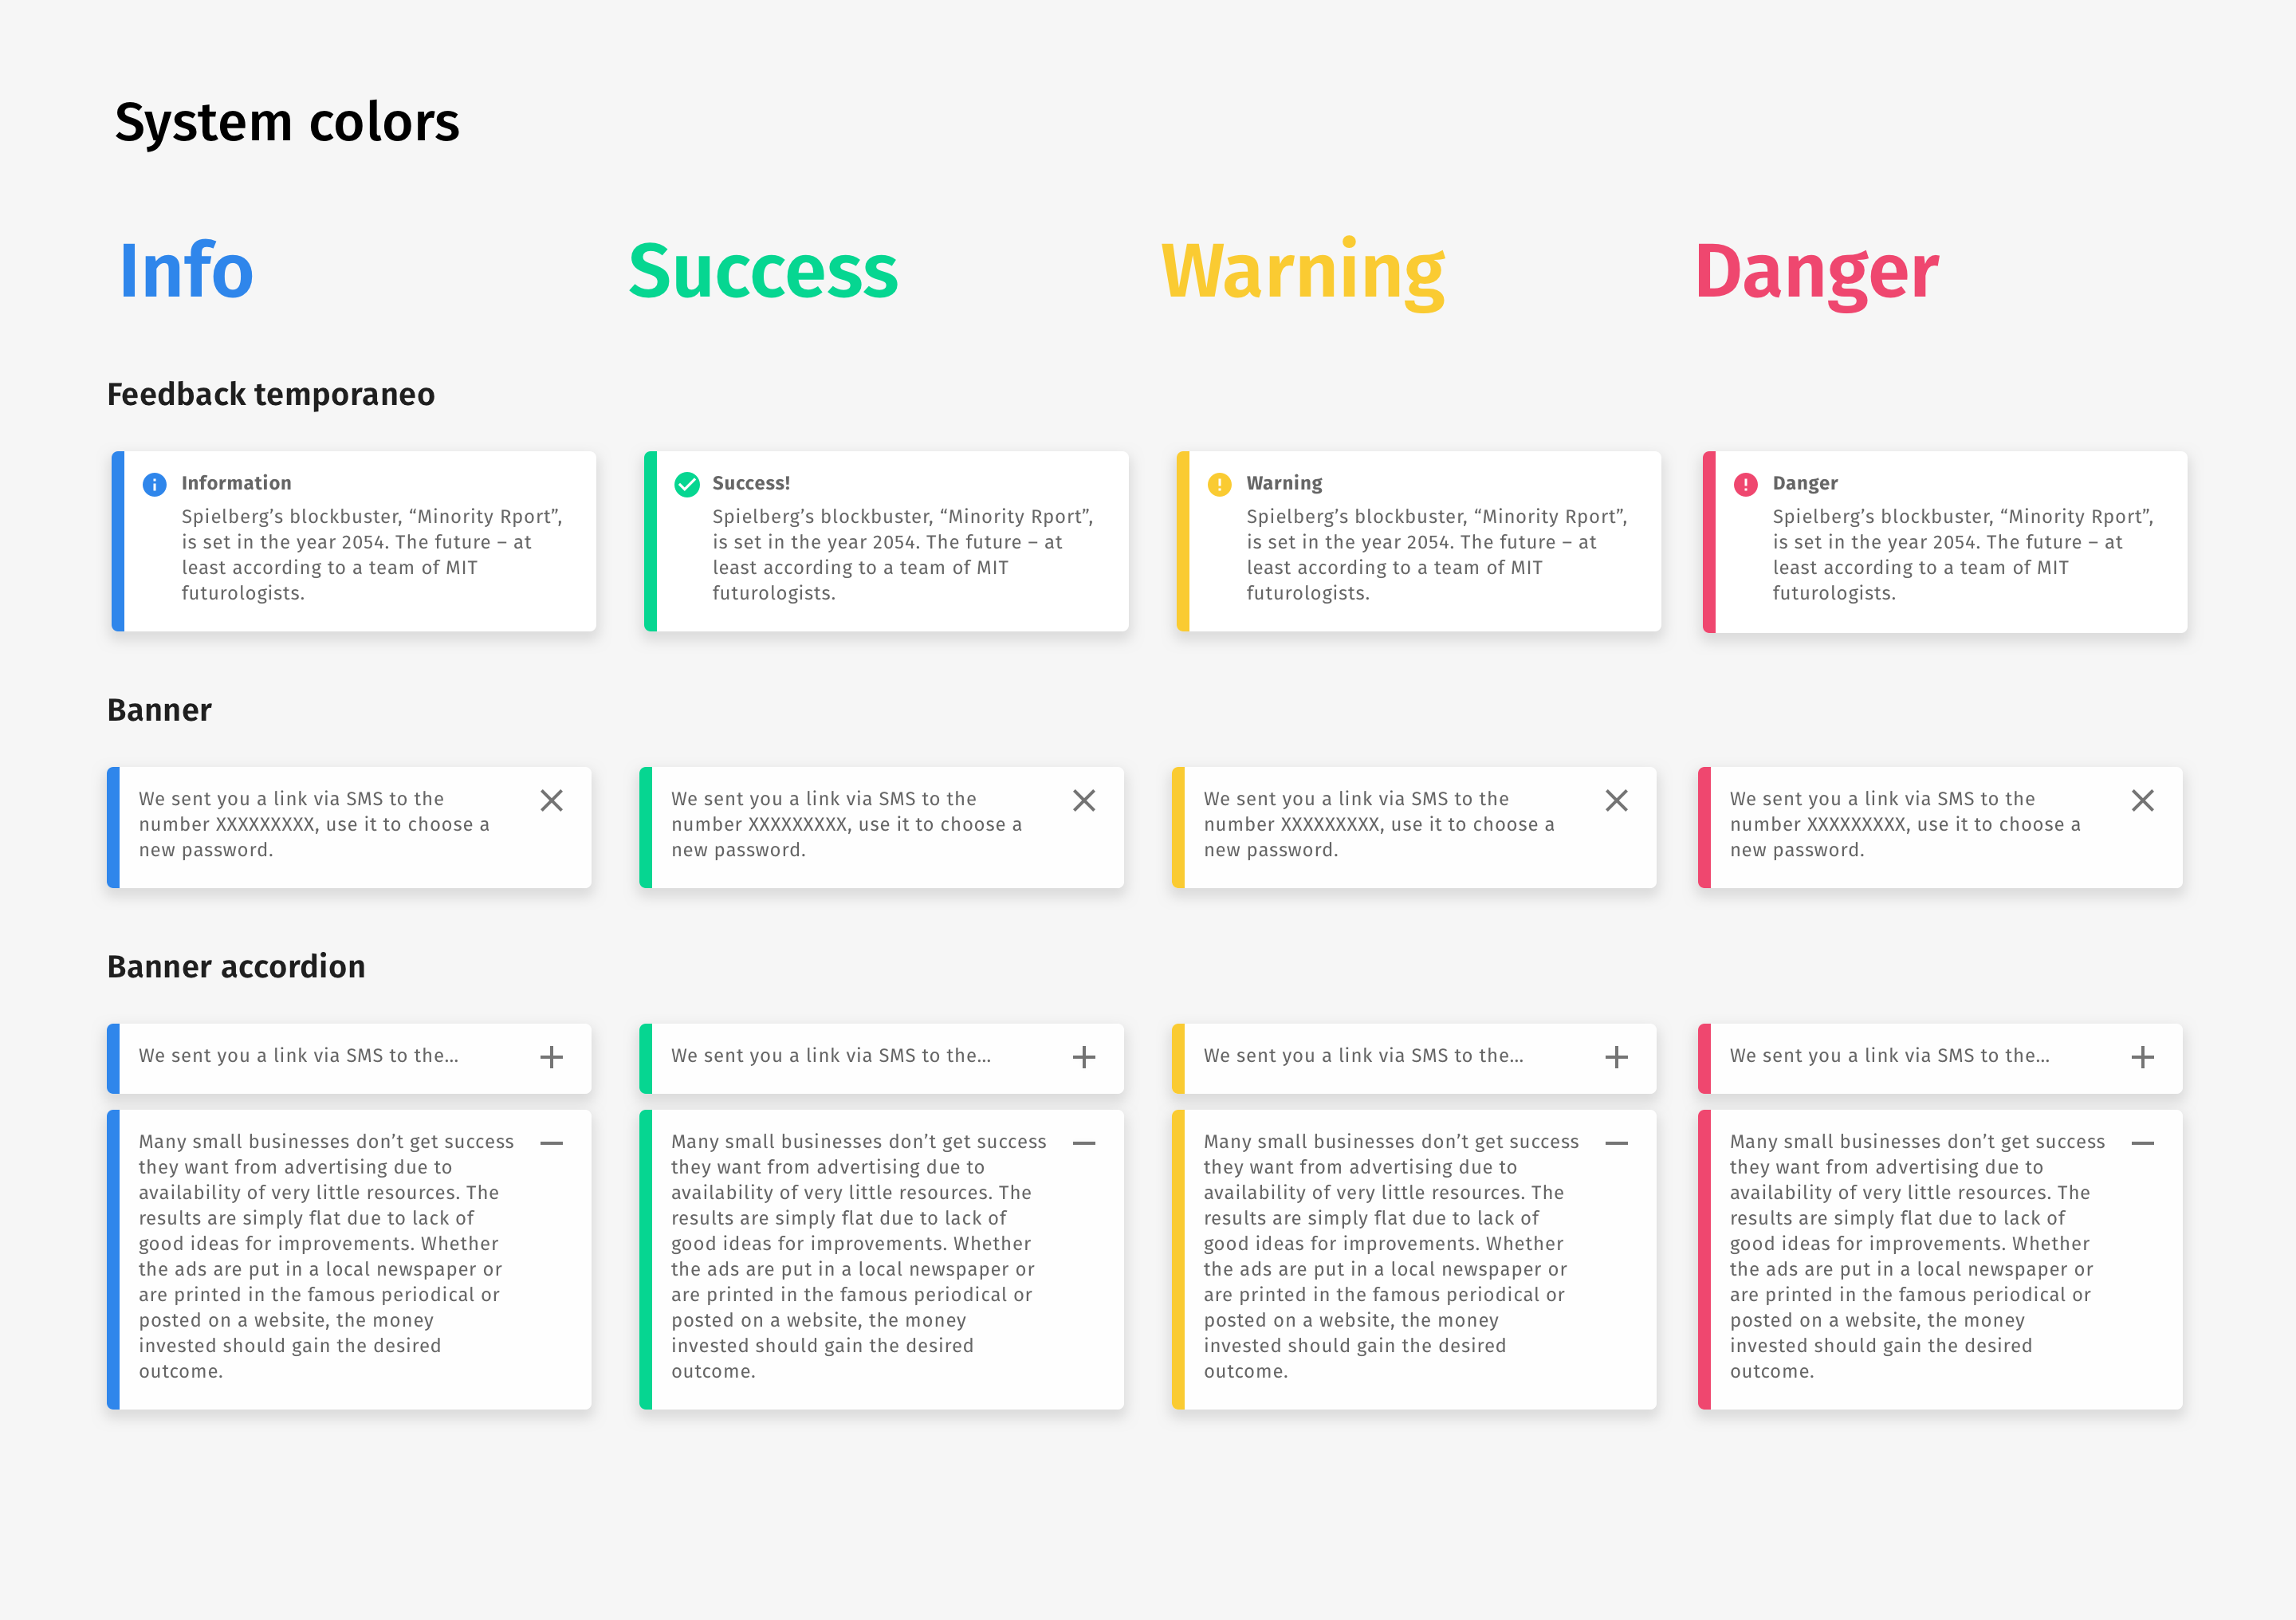 System colors
Info
Success
Warning
Danger
Feedback temporaneo
Information
Spielberg’s blockbuster, “Minority Rport”,
is set in the year 2054. The future – at
least according to a team of MIT
futurologists.
Success!
Spielberg’s blockbuster, “Minority Rport”,
is set in the year 2054. The future – at
least according to a team of MIT
futurologists.
Warning
Spielberg’s blockbuster, “Minority Rport”,
is set in the year 2054. The future – at
least according to a team of MIT
futurologists.
Danger
Spielberg’s blockbuster, “Minority Rport”,
is set in the year 2054. The future – at
least according to a team of MIT
futurologists.
Banner
We sent you a link via SMS to the
number XXXXXXXXX, use it to choose a
new password.
We sent you a link via SMS to the
number XXXXXXXXX, use it to choose a
new password.
We sent you a link via SMS to the
number XXXXXXXXX, use it to choose a
new password.
We sent you a link via SMS to the
number XXXXXXXXX, use it to choose a
new password.
Banner accordion
We sent you a link via SMS to the...
We sent you a link via SMS to the...
We sent you a link via SMS to the...
We sent you a link via SMS to the...
Many small businesses don’t get success
they want from advertising due to
availability of very little resources. The
results are simply flat due to lack of
good ideas for improvements. Whether
the ads are put in a local newspaper or
are printed in the famous periodical or
posted on a website, the money
invested should gain the desired
outcome.
Many small businesses don’t get success
they want from advertising due to
availability of very little resources. The
results are simply flat due to lack of
good ideas for improvements. Whether
the ads are put in a local newspaper or
are printed in the famous periodical or
posted on a website, the money
invested should gain the desired
outcome.
Many small businesses don’t get success
they want from advertising due to
availability of very little resources. The
results are simply flat due to lack of
good ideas for improvements. Whether
the ads are put in a local newspaper or
are printed in the famous periodical or
posted on a website, the money
invested should gain the desired
outcome.
Many small businesses don’t get success
they want from advertising due to
availability of very little resources. The
results are simply flat due to lack of
good ideas for improvements. Whether
the ads are put in a local newspaper or
are printed in the famous periodical or
posted on a website, the money
invested should gain the desired
outcome.